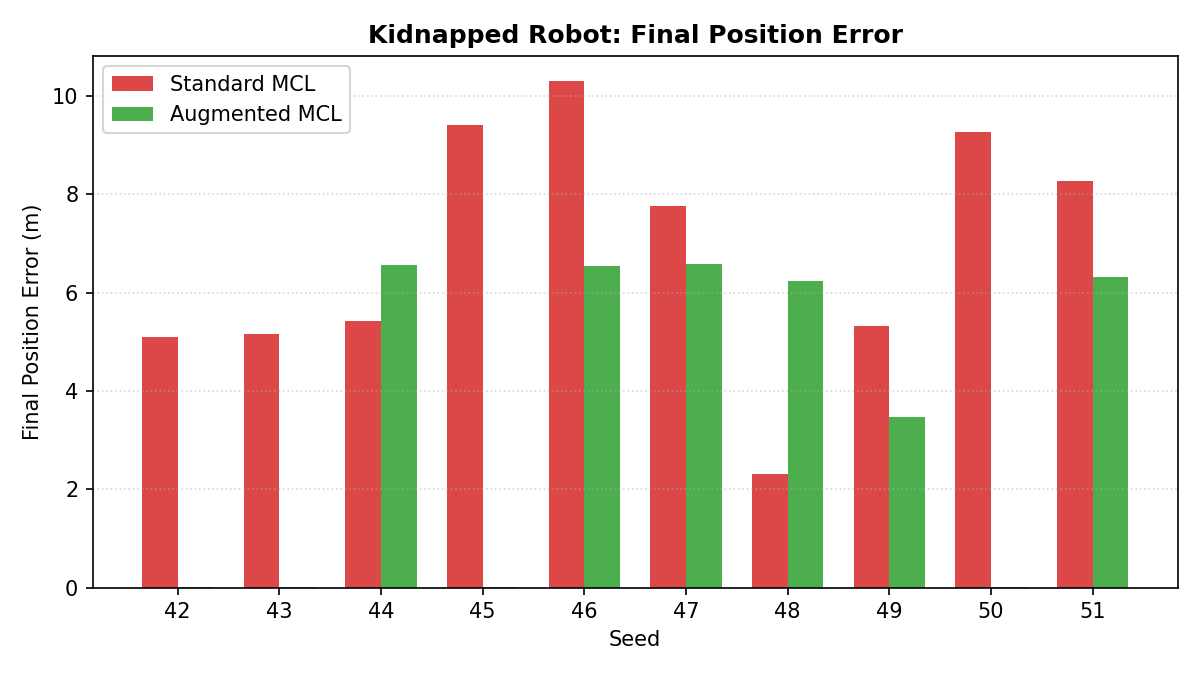 Kidnapped Robot: Final Position Error
Standard MCL
Augmented MCL
Final Position Error (m)
10
8
6
4
2
0
42 43 44 45 46 47 48 49 50 51
Seed